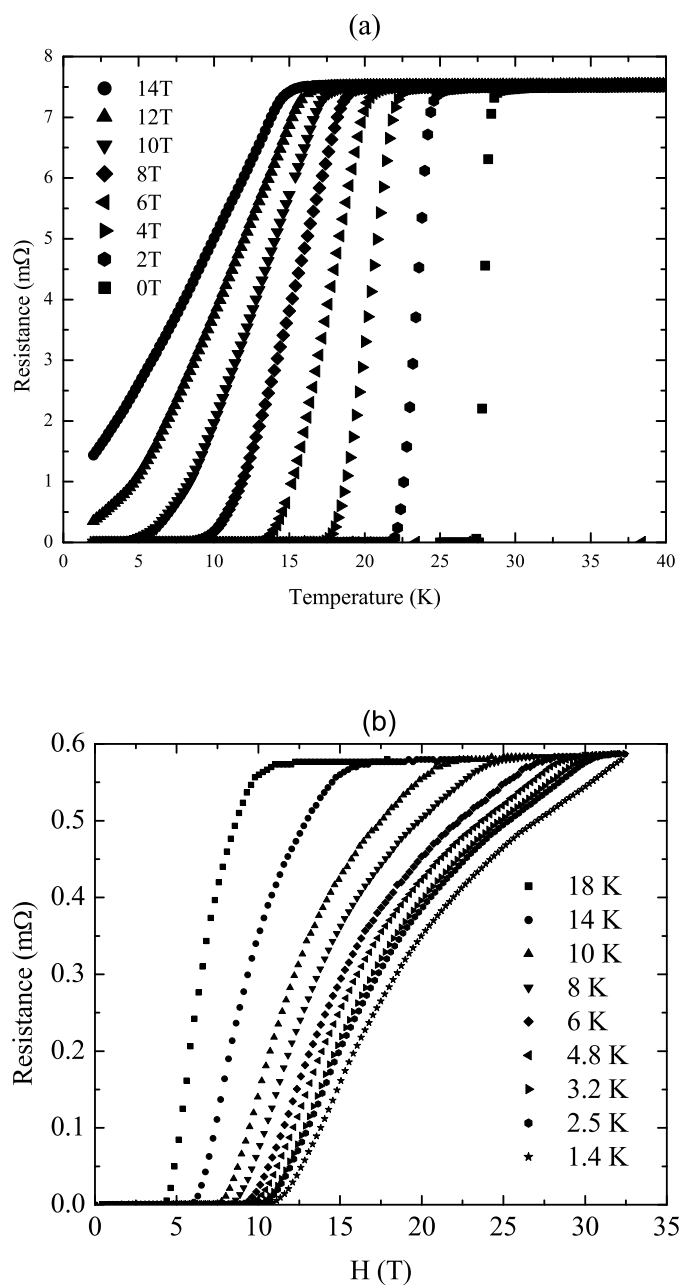 (a)
8
7
6
5
4
3
2
1
0
Resistance (mΩ)
14T
12T
10T
8T
6T
4T
2T
0T
0 5 10 15 20 25 30 35 40
Temperature (K)
(b)
0.6
0.5
0.4
0.3
0.2
0.1
0.0
Resistance (mΩ)
18 K
14 K
10 K
8 K
6 K
4.8 K
3.2 K
2.5 K
1.4 K
0 5 10 15 20 25 30 35
H (T)